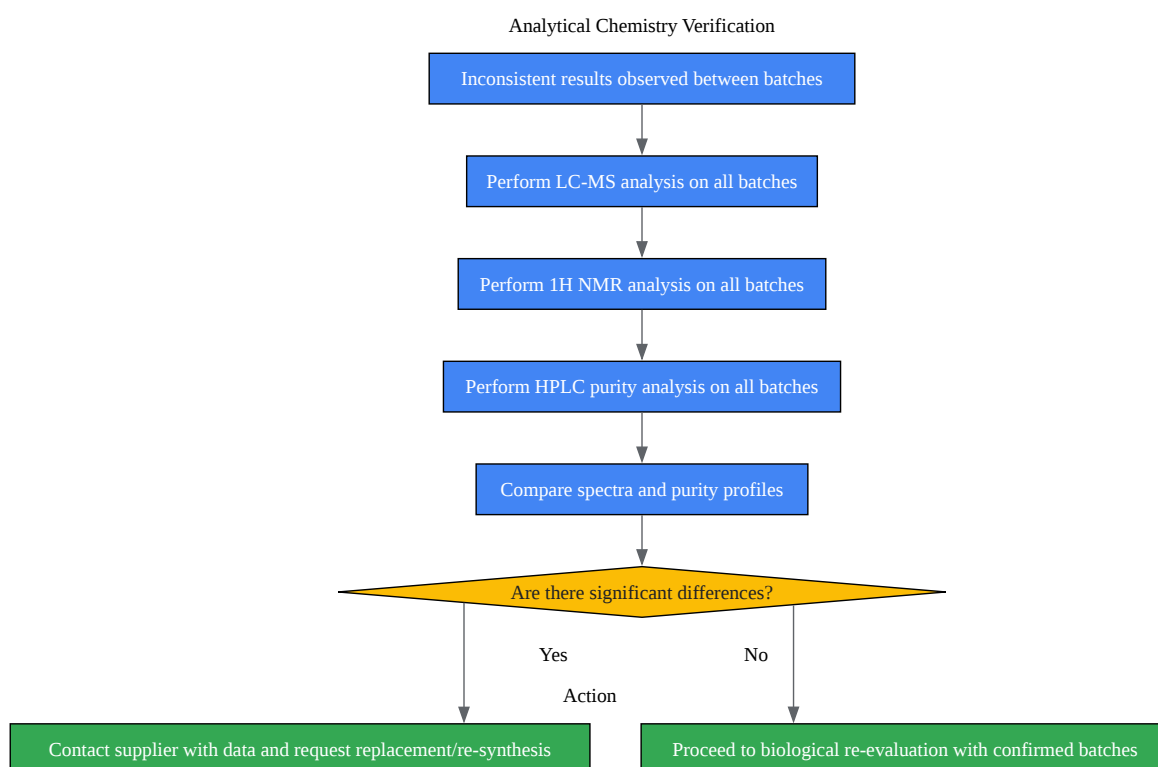 Analytical Chemistry Verification
Inconsistent results observed between batches
Perform LC-MS analysis on all batches
Perform 1H NMR analysis on all batches
Perform HPLC purity analysis on all batches
Compare spectra and purity profiles
Are there significant differences?
Yes
No
Action
Contact supplier with data and request replacement/re-synthesis
Proceed to biological re-evaluation with confirmed batches